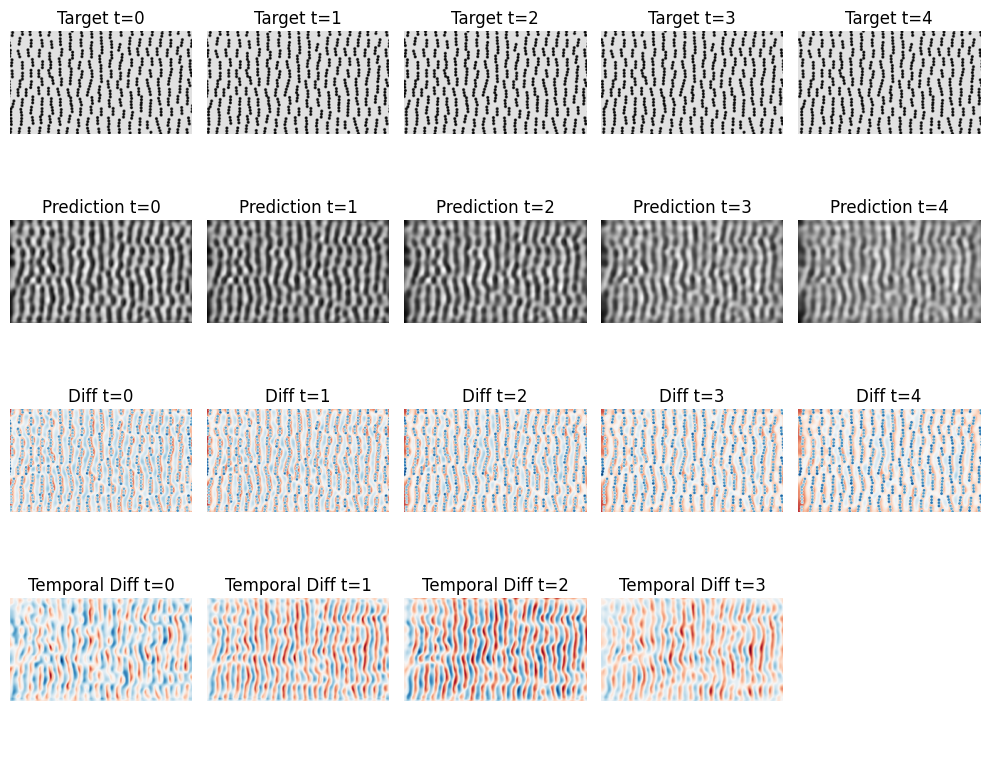 Target t=0 Target t=1 Target t=2 Target t=3 Target t=4
Prediction t=0 Prediction t=1 Prediction t=2 Prediction t=3 Prediction t=4
Diff t=0 Diff t=1 Diff t=2 Diff t=3 Diff t=4
Temporal Diff t=0 Temporal Diff t=1 Temporal Diff t=2 Temporal Diff t=3